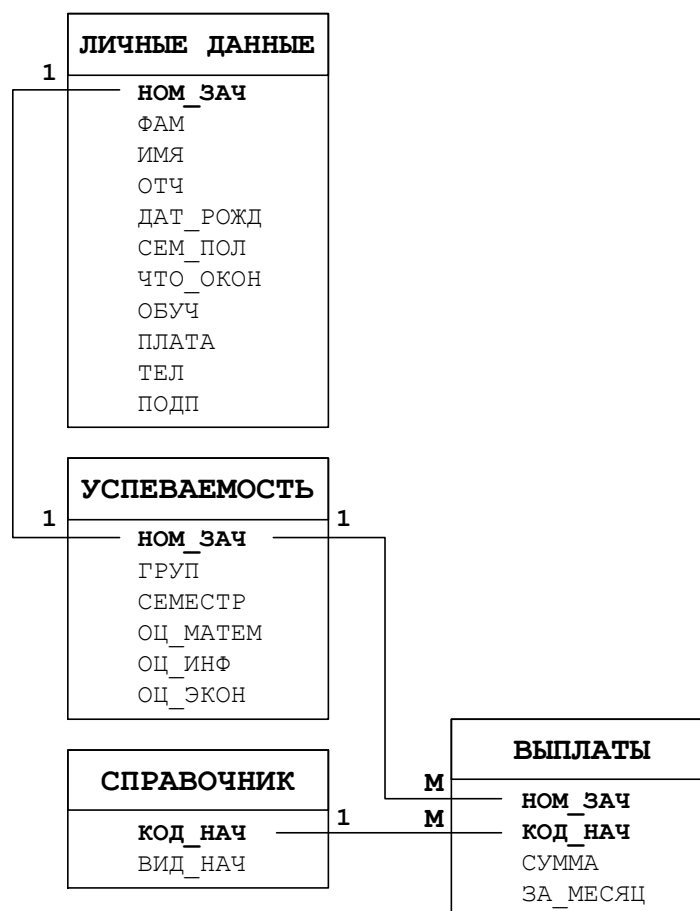 ЛИЧНЫЕ ДАННЫЕ
1
НОМ_ЗАЧ
ФАМ
ИМЯ
ОТЧ
ДАТ_РОЖД
СЕМ_ПОЛ
ЧТО_ОКОН
ОБУЧ
ПЛАТА
ТЕЛ
ПОДП
УСПЕВАЕМОСТЬ
1
1
НОМ_ЗАЧ
ГРУП
СЕМЕСТР
ОЦ_МАТЕМ
ОЦ_ИНФ
ОЦ_ЭКОН
СПРАВОЧНИК
1
КОД_НАЧ
ВИД_НАЧ
ВЫПЛАТЫ
М
НОМ_ЗАЧ
М
КОД_НАЧ
СУММА
ЗА_МЕСЯЦ